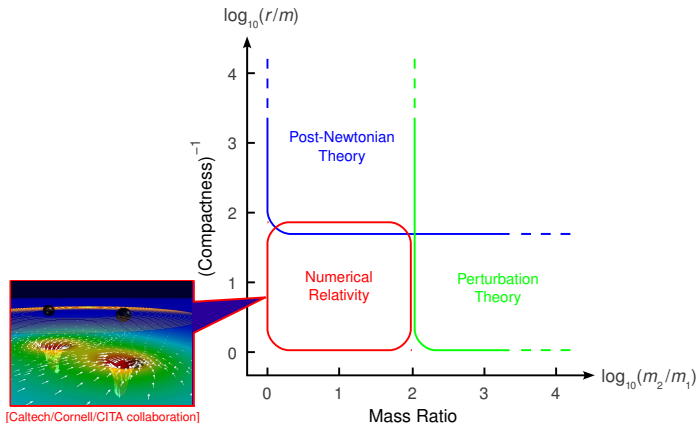 log₁₀(r/m)
4
3
2
1
0
(Compactness)⁻¹
Post-Newtonian
Theory
Numerical
Relativity
Perturbation
Theory
0
1
2
3
4
log₁₀(m₂/m₁)
Mass Ratio
[Caltech/Cornell/CITA collaboration]